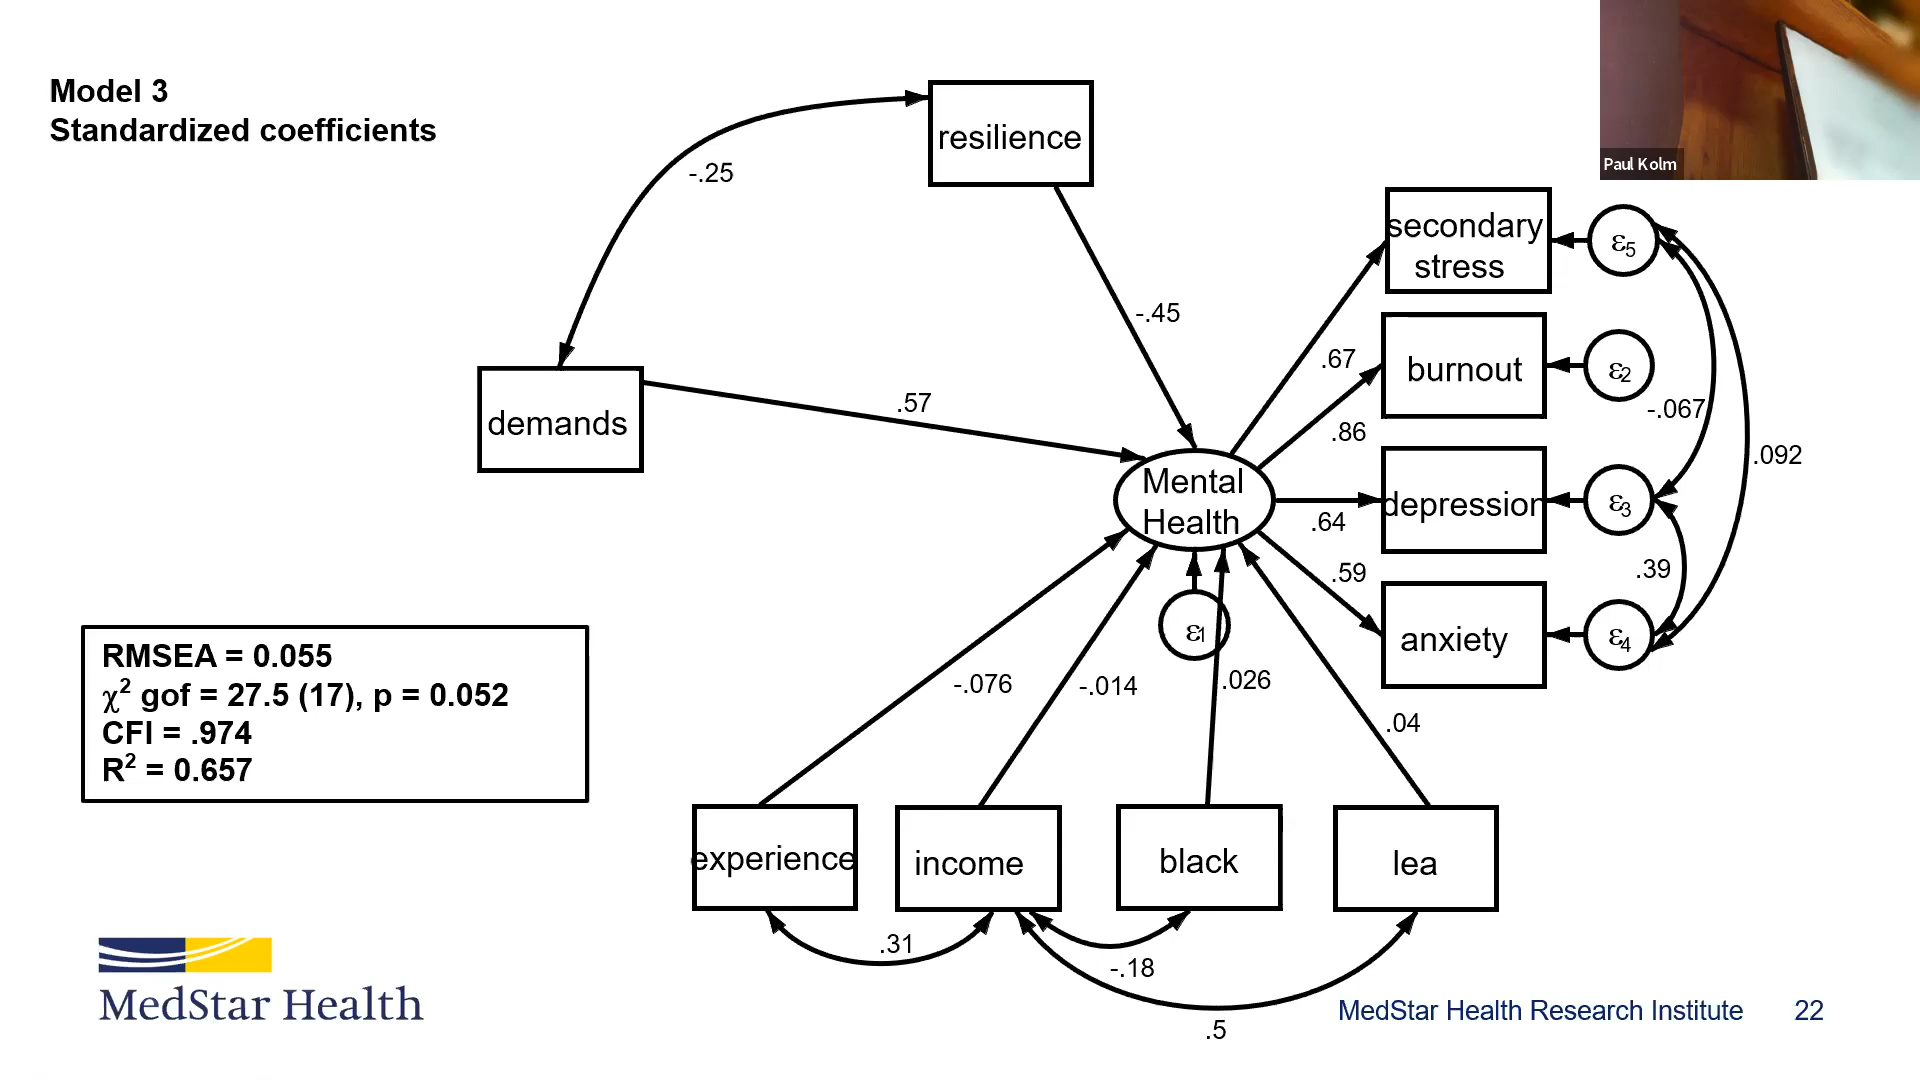 Model 3
Standardized coefficients
resilience
Paul Kolm
-.25
secondary
stress
ε5
-.45
.67
burnout
ε2
.57
-.067
demands
.86
.092
Mental
Health
depression
ε3
.64
.59
.39
ε1
anxiety
ε4
RMSEA = 0.055
χ² gof = 27.5 (17), p = 0.052
CFI = .974
R² = 0.657
-.076
-.014
.026
.04
experience
income
black
lea
.31
-.18
.5
MedStar Health
MedStar Health Research Institute 22